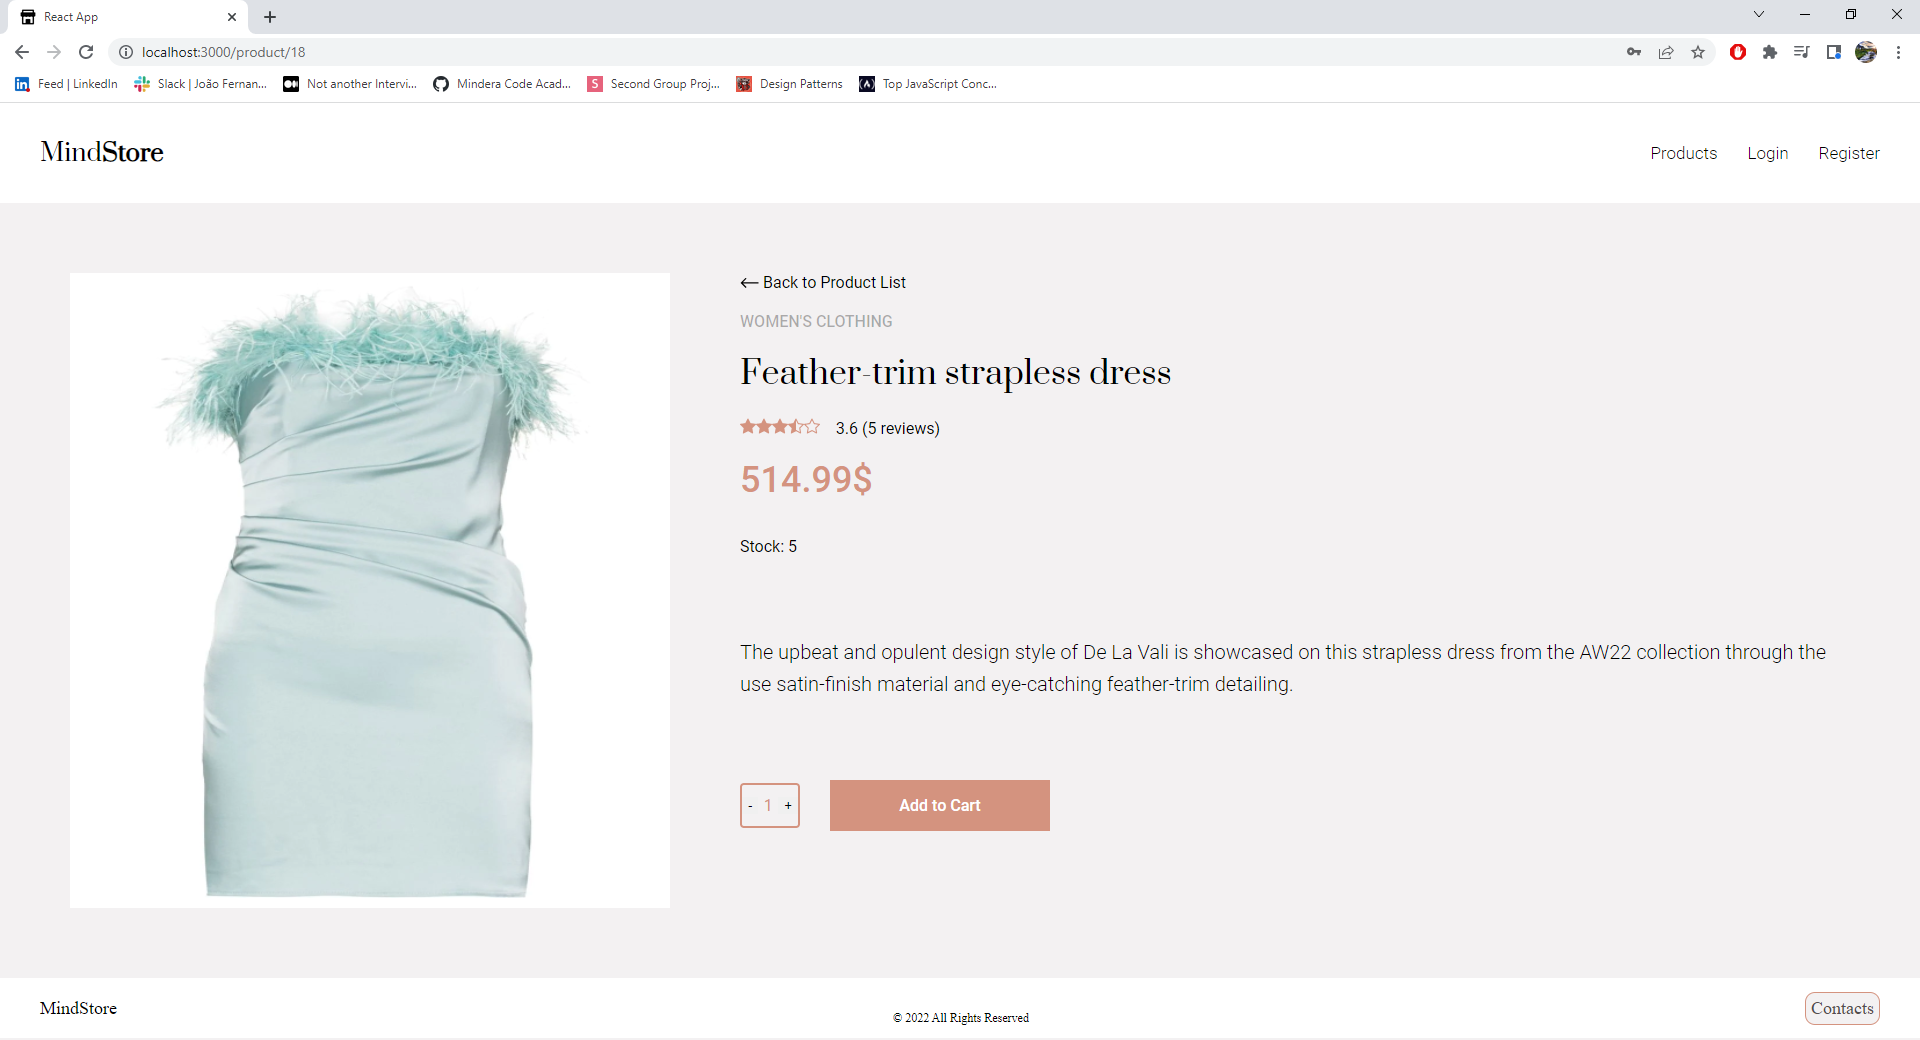 React App
localhost:3000/product/18
Feed | LinkedIn
Slack | João Fernan...
Not another Intervi...
Mindera Code Acad...
S
Second Group Proj...
Design Patterns
Top JavaScript Conc...
MindStore
Products
Login
Register
Back to Product List
WOMEN'S CLOTHING
Feather-trim strapless dress
3.6 (5 reviews)
514.99$
Stock: 5
The upbeat and opulent design style of De La Vali is showcased on this strapless dress from the AW22 collection through the
use satin-finish material and eye-catching feather-trim detailing.
- 1 +
Add to Cart
MindStore
© 2022 All Rights Reserved
Contacts